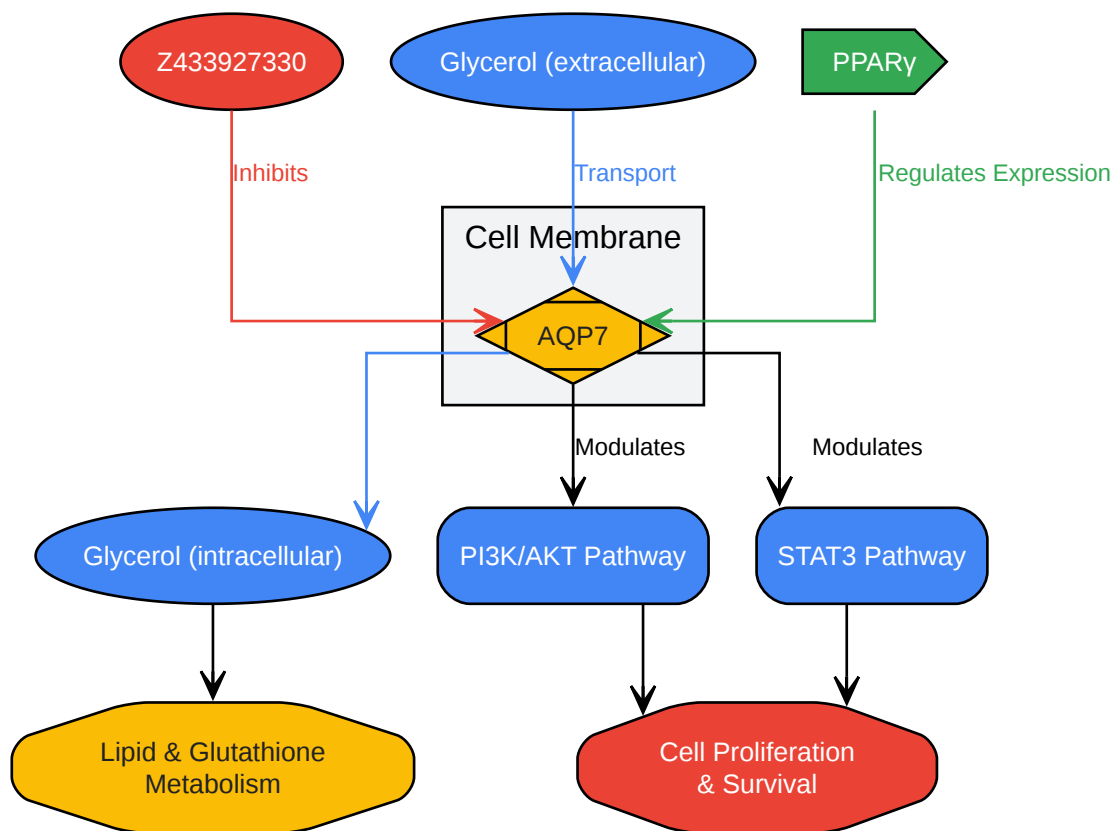 Z433927330
Glycerol (extracellular)
PPARγ
Inhibits
Transport
Regulates Expression
Cell Membrane
AQP7
Modulates
Modulates
Glycerol (intracellular)
PI3K/AKT Pathway
STAT3 Pathway
Lipid & Glutathione
Metabolism
Cell Proliferation
& Survival